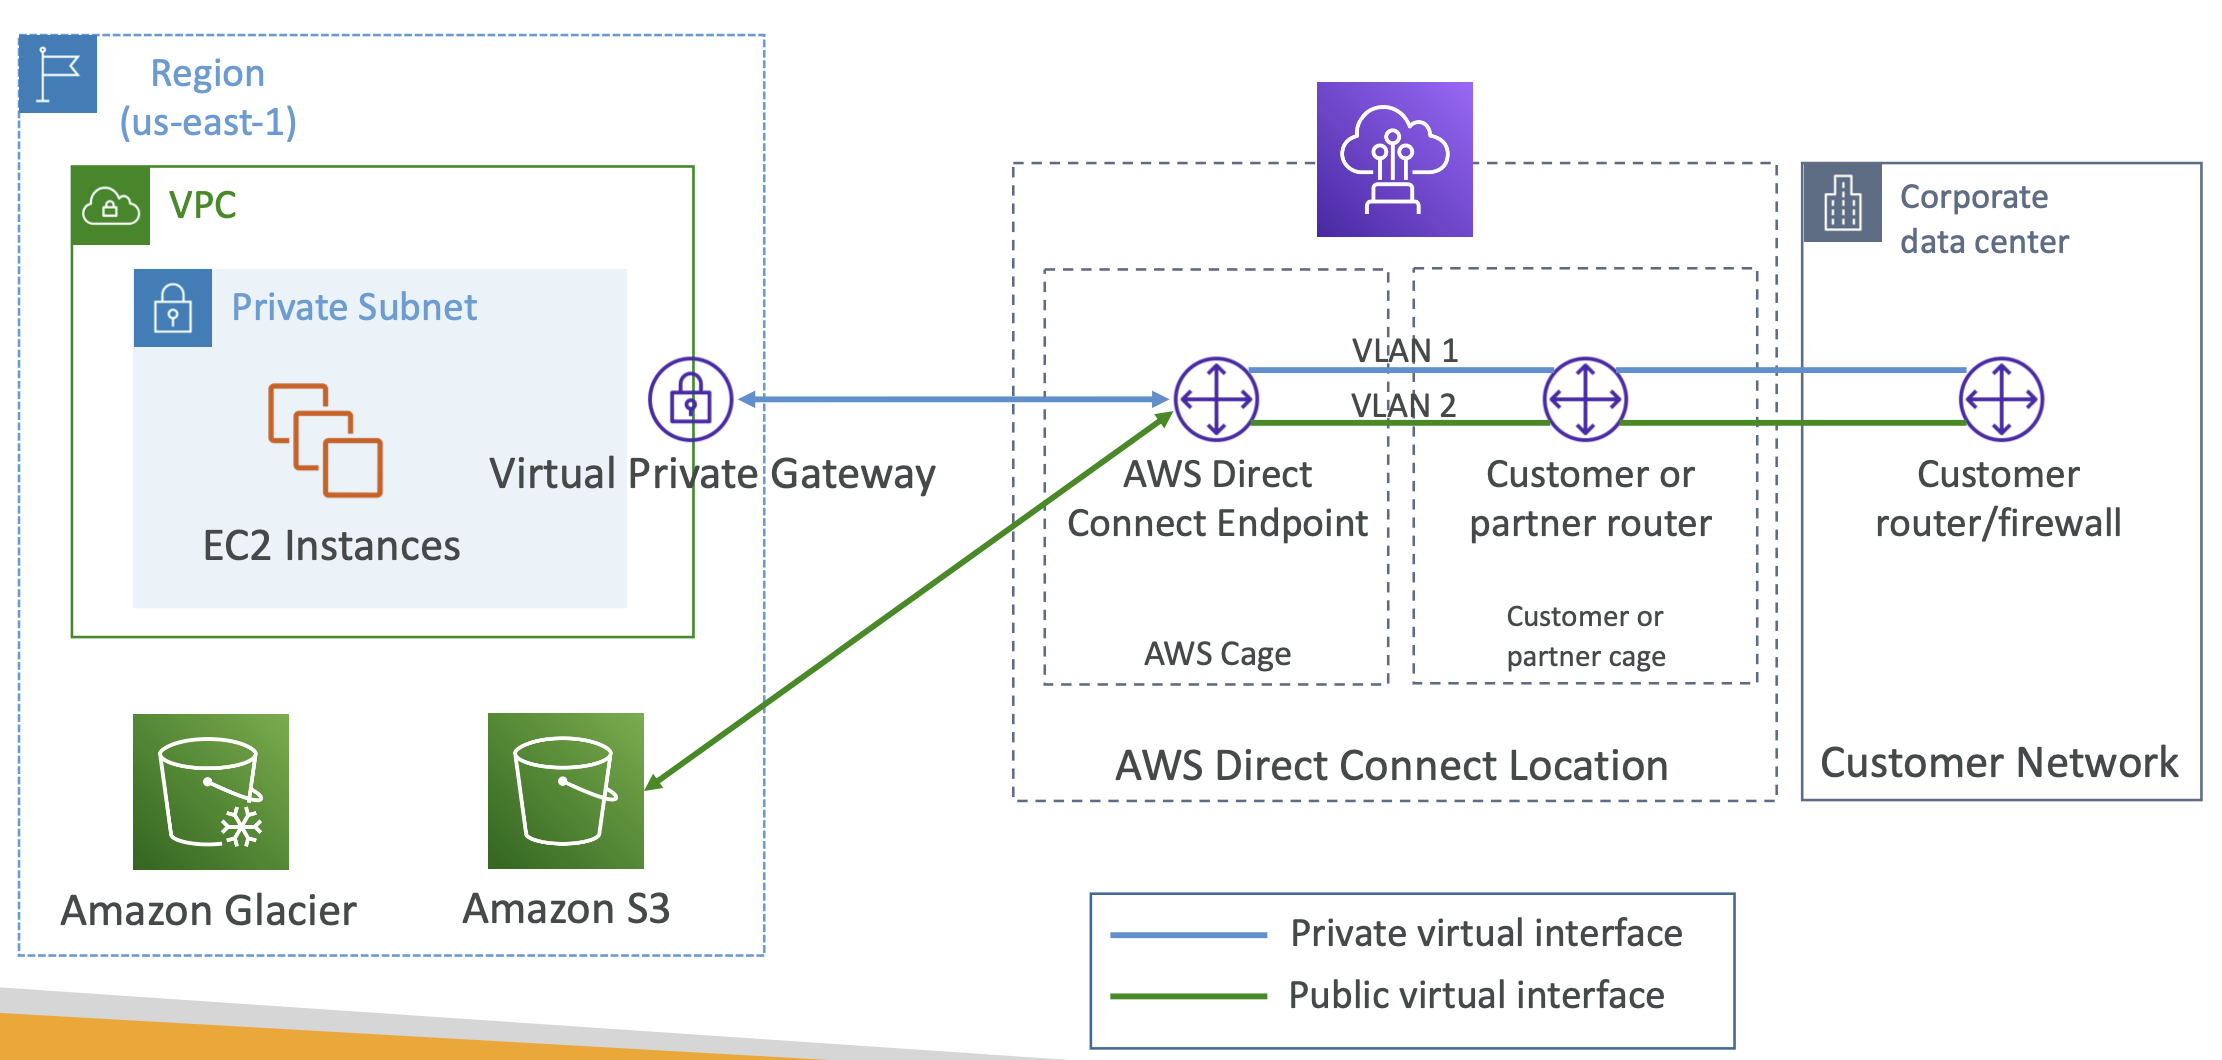 Region
(us-east-1)
VPC
Private Subnet
EC2 Instances
Virtual Private Gateway
Amazon Glacier
Amazon S3
VLAN 1
VLAN 2
AWS Direct
Connect Endpoint
AWS Cage
Customer or
partner router
Customer or
partner cage
AWS Direct Connect Location
Corporate
data center
Customer
router/firewall
Customer Network
Private virtual interface
Public virtual interface